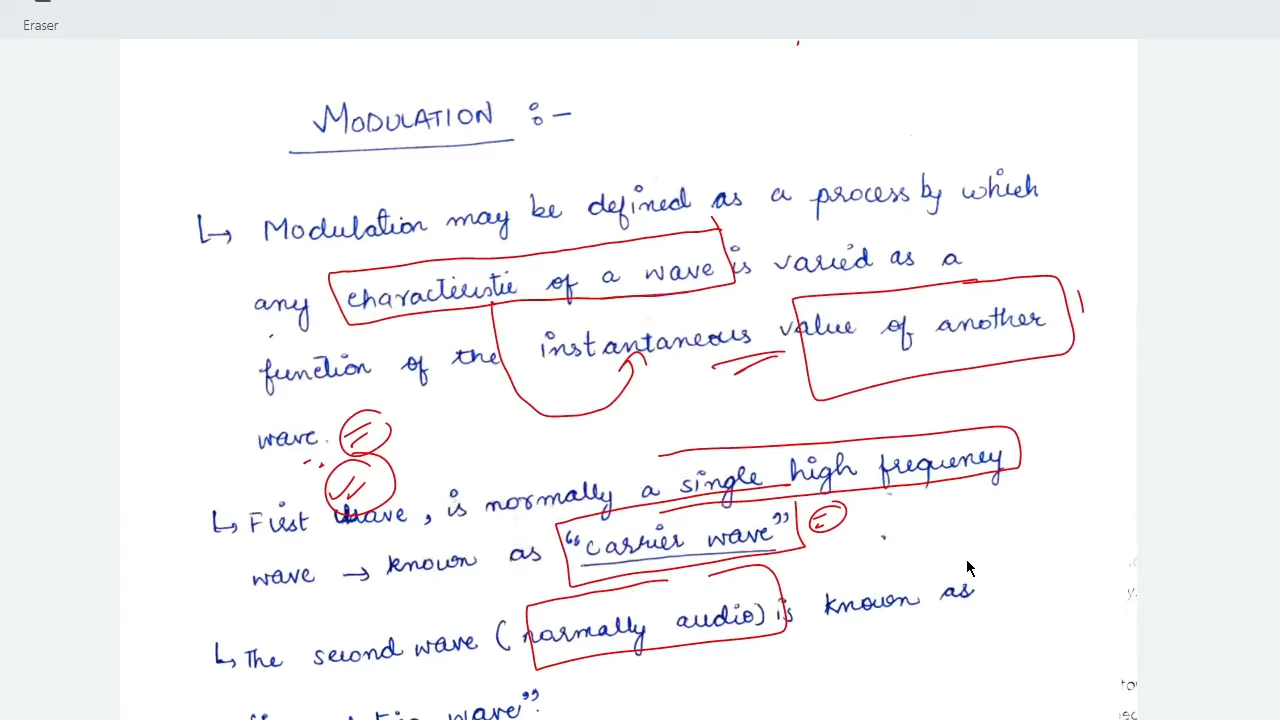 Eraser
MODULATION :-
↳ Modulation may be defined as a process by which
any characteristic of a wave is varied as a
function of the instantaneous value of another
wave.
↳ First wave, is normally a single high frequency
wave → known as "carrier wave"
↳ The second wave (normally audio) is known as
wave".